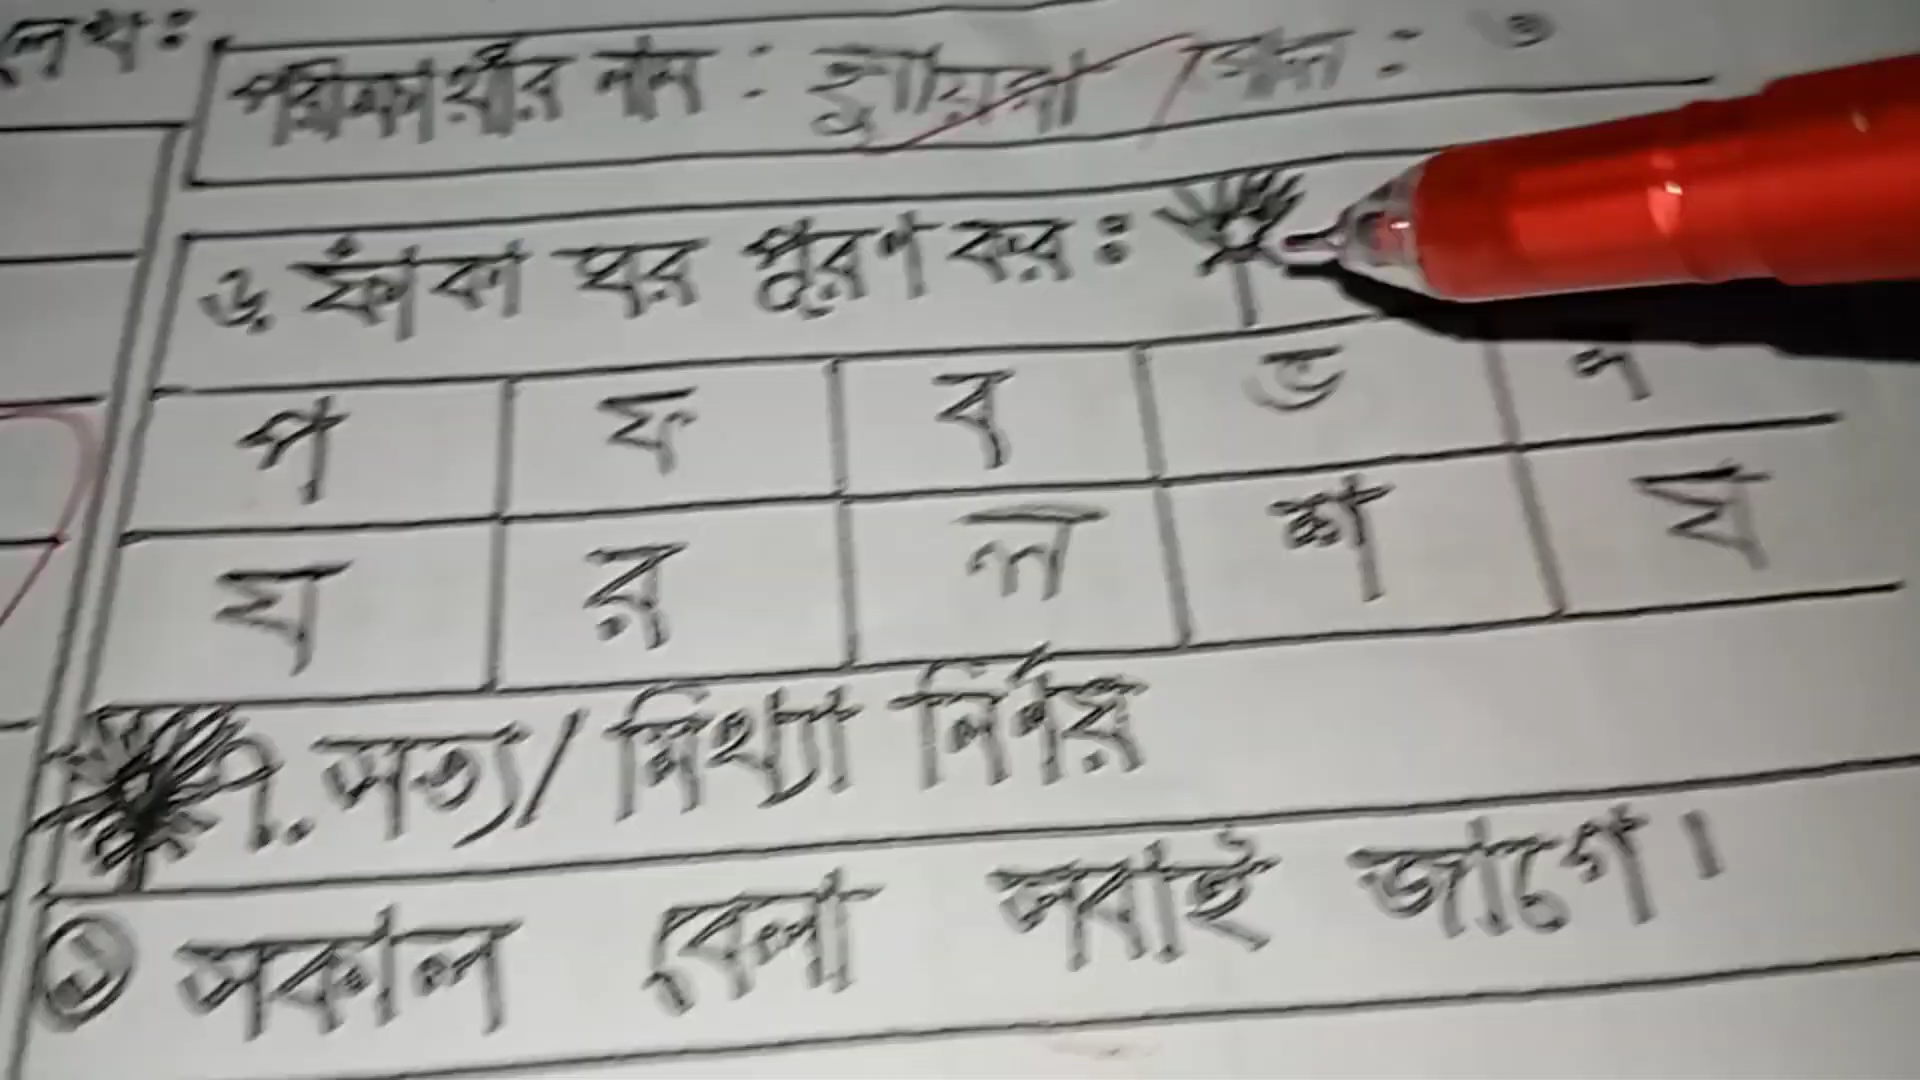 লেখ:
পরিক্ষার্থীর নাম :
৬. ফাঁকা ঘর পুরণ কর:
প ফ ব ভ
য র ল শ ষ
৭. সত্য/মিথ্যা নির্ণয়
১ সকাল বেলা সবাই জাগে।